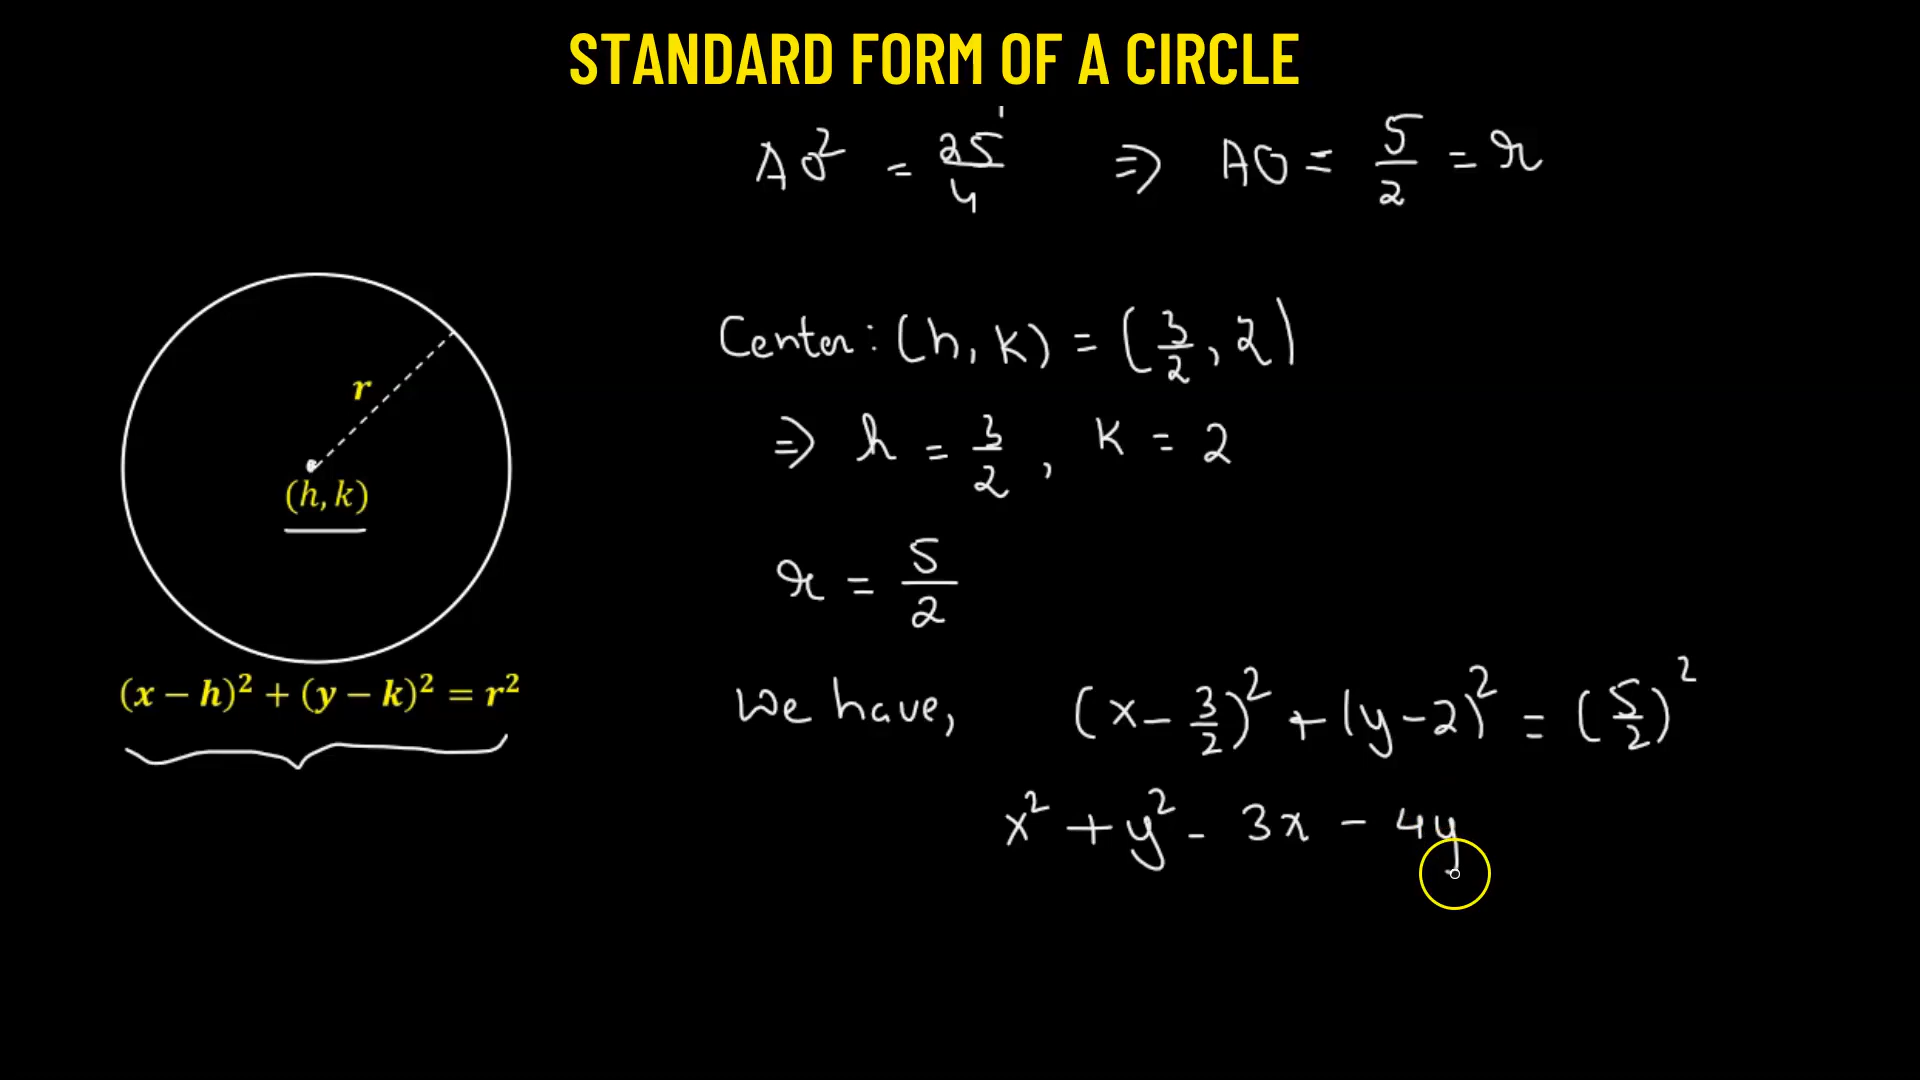 STANDARD FORM OF A CIRCLE
AO² = 25/4 ⇒ AO = 5/2 = r
r
(h, k)
(x − h)² + (y − k)² = r²
Center : (h, k) = (3/2, 2)
⇒ h = 3/2, k = 2
r = 5/2
We have, (x − 3/2)² + (y − 2)² = (5/2)²
x² + y² - 3x - 4y